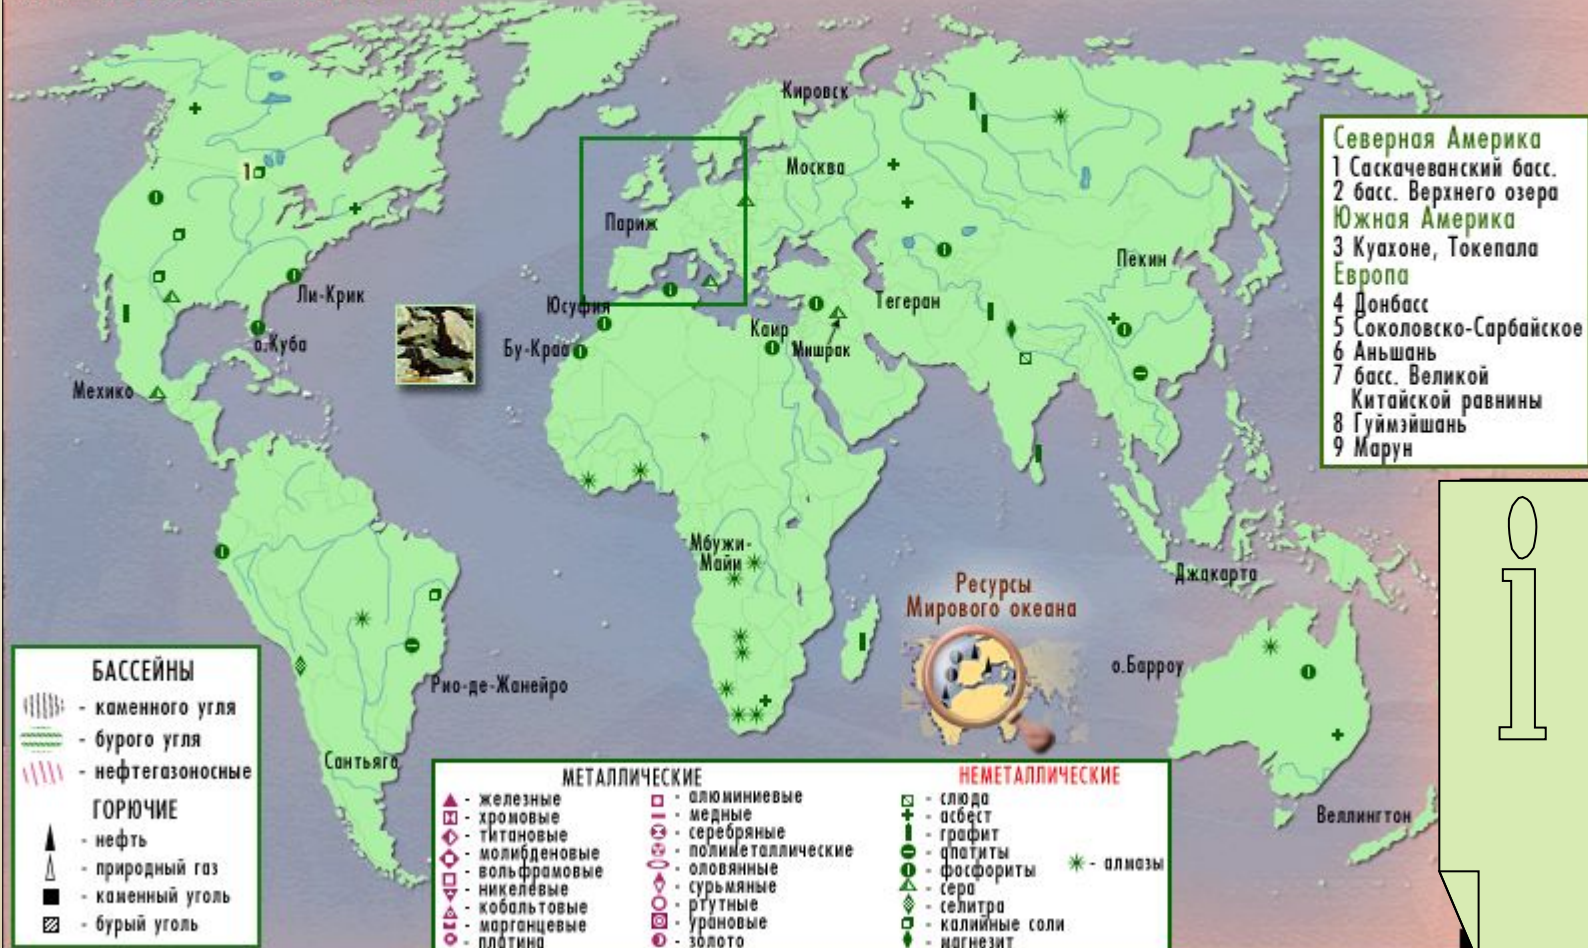 Кировск
Москва
Париж
Пекин
Ли-Крик
Юсуфия
Тегеран
Каир
Бу-Краа
Мишрак
о.Куба
Мехико
Мбужи-
Майи
Джакарта
Ресурсы
Мирового океана
о.Барроу
Рио-де-Жанейро
Сантьяго
Веллингтон
1
Северная Америка
1 Саскачеванский басс.
2 басс. Верхнего озера
Южная Америка
3 Куахоне, Токепала
Европа
4 Донбасс
5 Соколовско-Сарбайское
6 Аньшань
7 басс. Великой
Китайской равнины
8 Гуймэйшань
9 Марун
i
БАССЕЙНЫ
- каменного угля
- бурого угля
- нефтегазоносные
ГОРЮЧИЕ
- нефть
- природный газ
- каменный уголь
- бурый уголь
МЕТАЛЛИЧЕСКИЕ
- железные
- хромовые
- титановые
- молибденовые
- вольфрамовые
- никелевые
- кобальтовые
- марганцевые
- платина
- алюминиевые
- медные
- серебряные
- полиметаллические
- оловянные
- сурьмяные
- ртутные
- урановые
- золото
НЕМЕТАЛЛИЧЕСКИЕ
- слюда
- асбест
- графит
- апатиты
- фосфориты
- сера
- селитра
- калийные соли
- магнезит
- алмазы